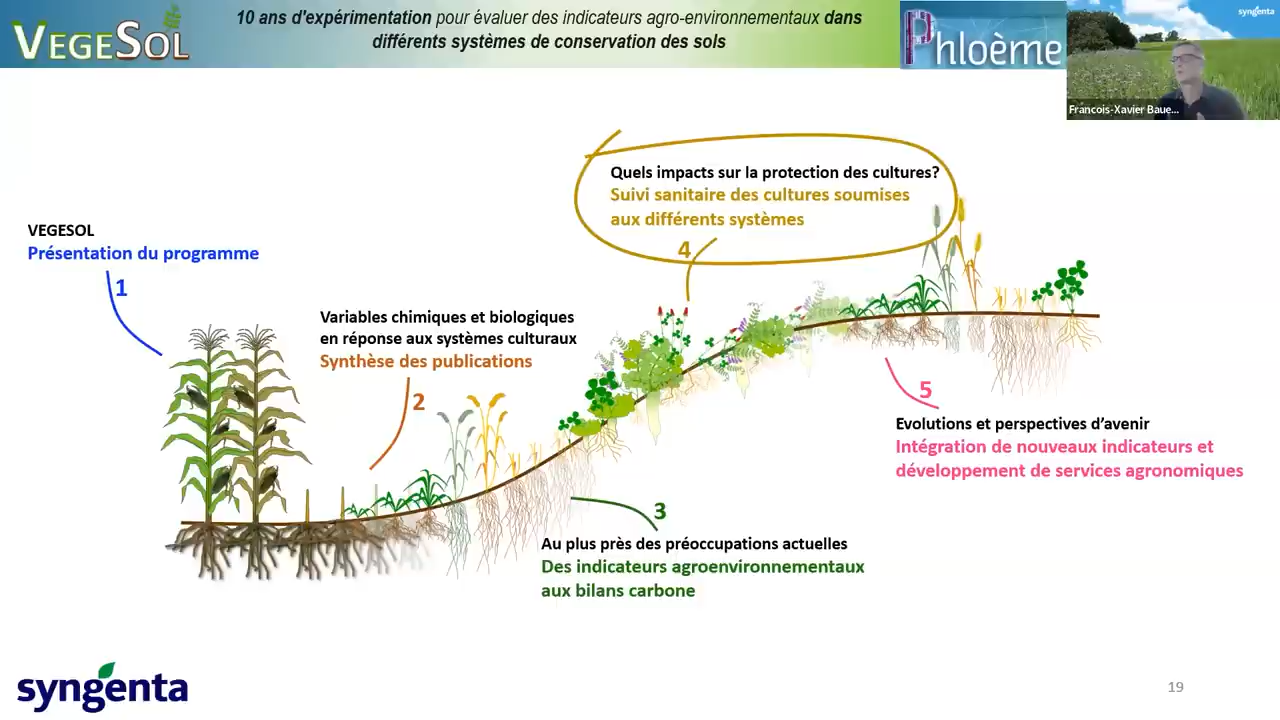 VEGESOL
10 ans d'expérimentation pour évaluer des indicateurs agro-environnementaux dans
différents systèmes de conservation des sols
Phloème
syngenta
Francois-Xavier Baue...
Quels impacts sur la protection des cultures?
Suivi sanitaire des cultures soumises
aux différents systèmes
4
VEGESOL
Présentation du programme
1
Variables chimiques et biologiques
en réponse aux systèmes culturaux
Synthèse des publications
2
5
Evolutions et perspectives d'avenir
Intégration de nouveaux indicateurs et
développement de services agronomiques
3
Au plus près des préoccupations actuelles
Des indicateurs agroenvironnementaux
aux bilans carbone
syngenta
19